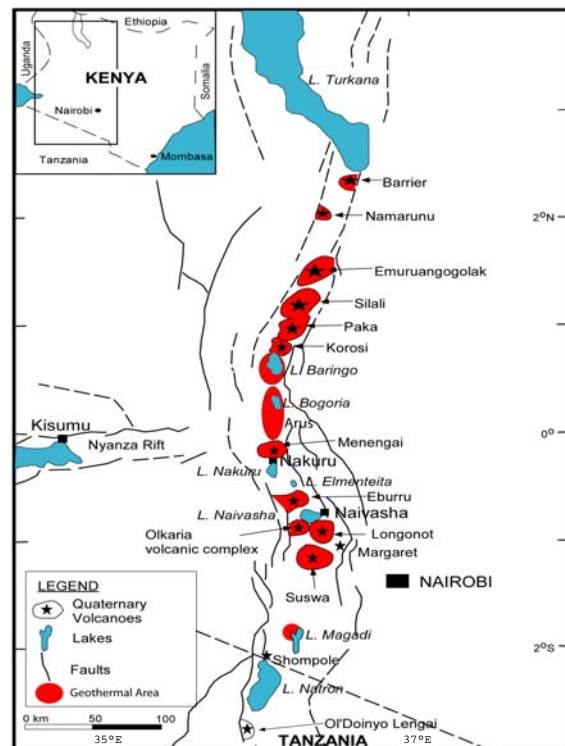 Ethiopia
Uganda
KENYA
Somalia
Nairobi
Tanzania
Mombasa
L. Turkana
Barrier
2°N
Namarunu
Emuruangogolak
Silali
Paka
Korosi
L. Baringo
L. Bogoria
Arus
Kisumu
0°
Nyanza Rift
Menengai
Nakuru
L. Nakuru
L. Elmenteita
Eburru
L. Naivasha
Naivasha
Olkaria
volcanic complex
Longonot
Margaret
NAIROBI
Suswa
LEGEND
Quaternary
Volcanoes
Lakes
Faults
Geothermal Area
L. Magadi
2°S
Shompole
L. Natron
0 km 50 100
Ol'Doinyo Lengai
35°E
37°E
TANZANIA